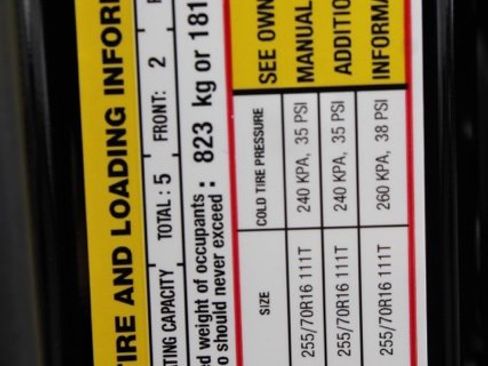 TIRE AND LOADING INFORM
TING CAPACITY TOTAL : 5 FRONT: 2
ed weight of occupants
o should never exceed : 823 kg or 181
SIZE COLD TIRE PRESSURE SEE OWN
255/70R16 111T 240 KPA, 35 PSI MANUAL
255/70R16 111T 240 KPA, 35 PSI ADDITIO
255/70R16 111T 260 KPA, 38 PSI INFORMA